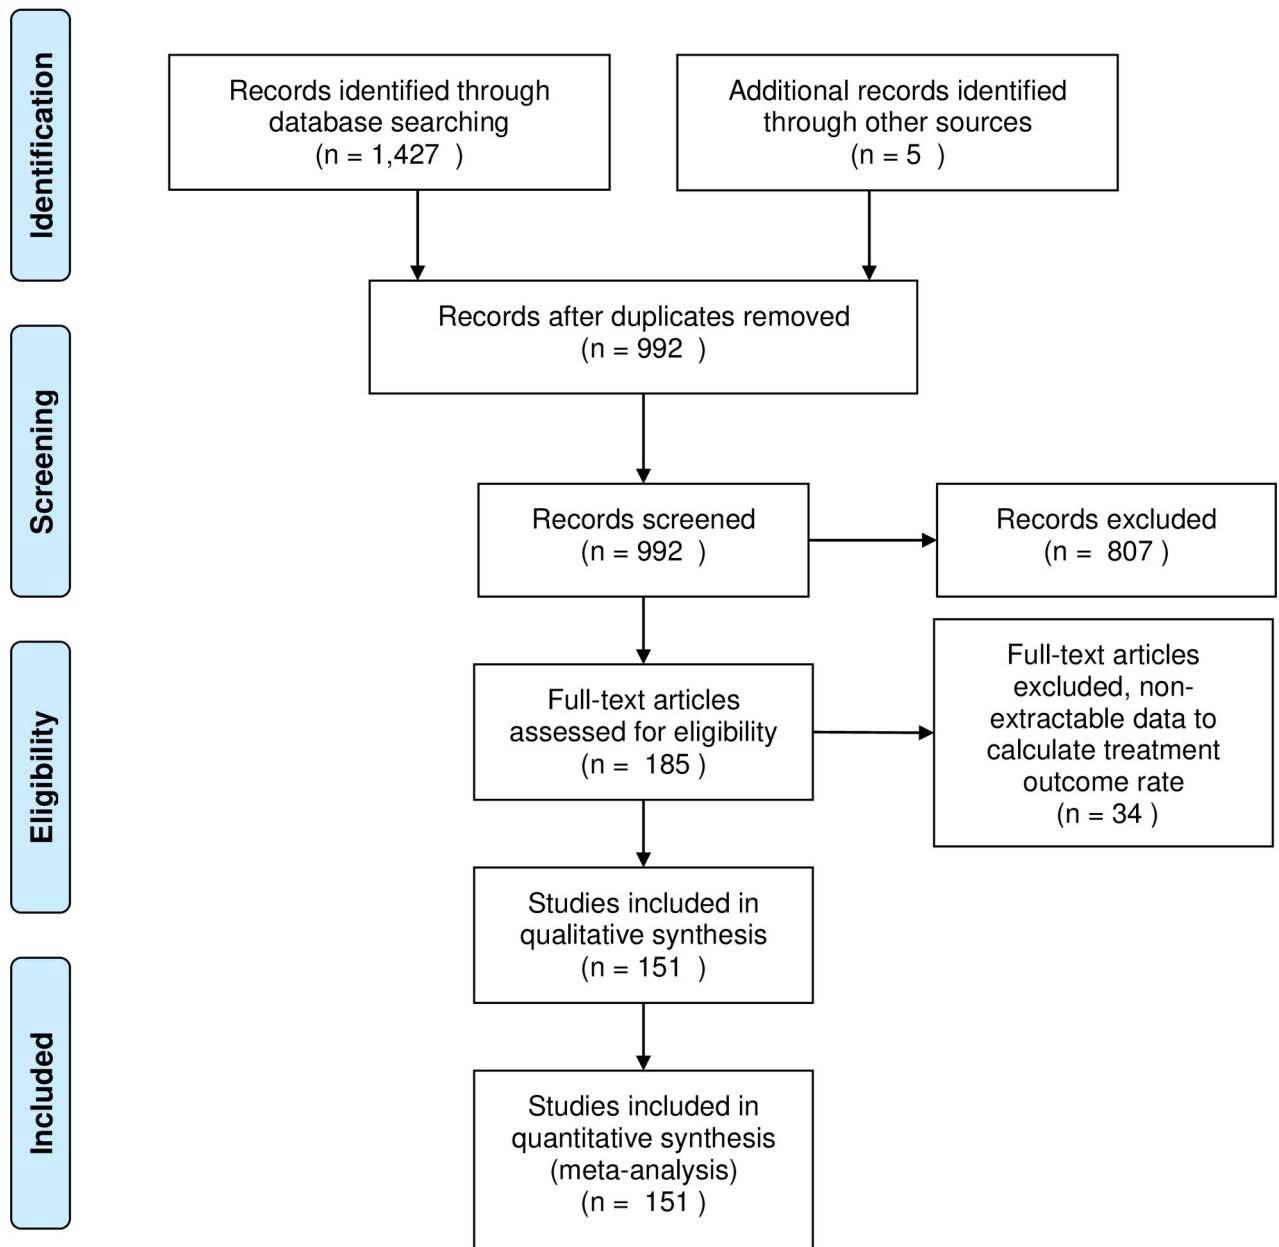 Identification
Records identified through
database searching
(n = 1,427  )
Additional records identified
through other sources
(n = 5  )
Records after duplicates removed
(n = 992  )
Screening
Records screened
(n = 992  )
Records excluded
(n =  807 )
Eligibility
Full-text articles
assessed for eligibility
(n =  185 )
Full-text articles
excluded, non-
extractable data to
calculate treatment
outcome rate
(n = 34 )
Studies included in
qualitative synthesis
(n = 151  )
Included
Studies included in
quantitative synthesis
(meta-analysis)
(n =  151 )